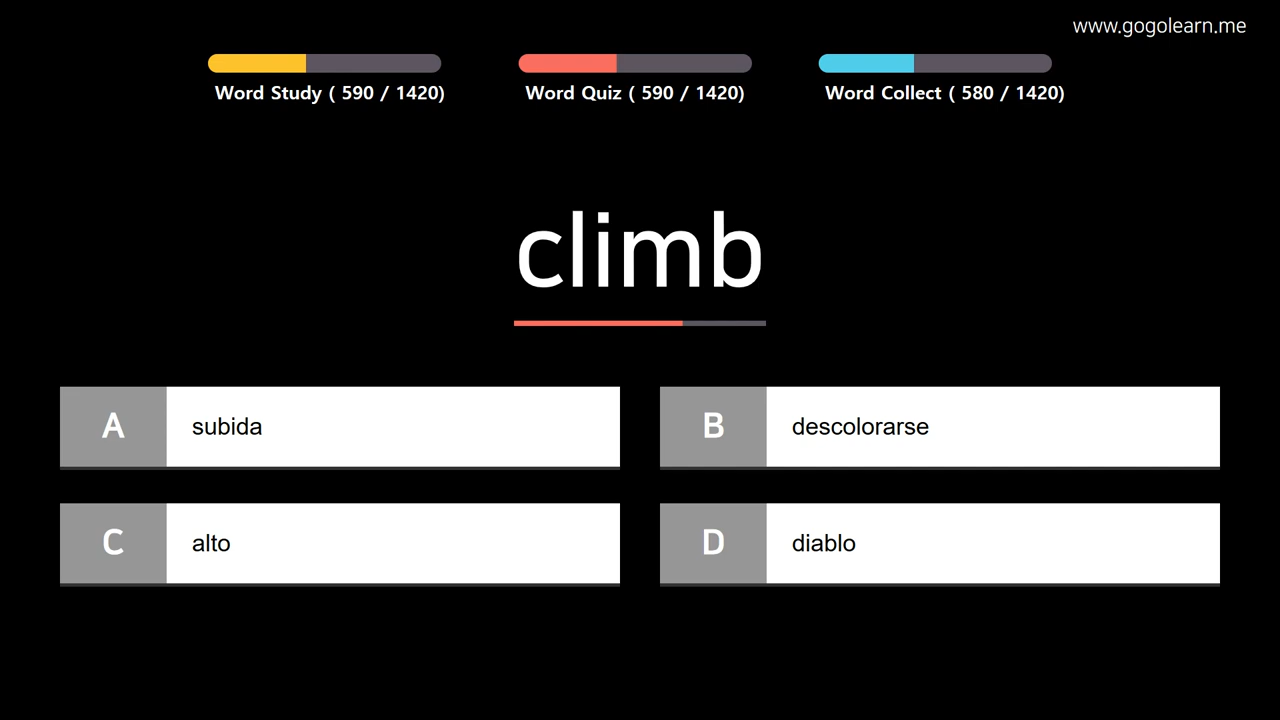 www.gogolearn.me
Word Study ( 590 / 1420)
Word Quiz ( 590 / 1420)
Word Collect ( 580 / 1420)
climb
A subida
B descolorarse
C alto
D diablo